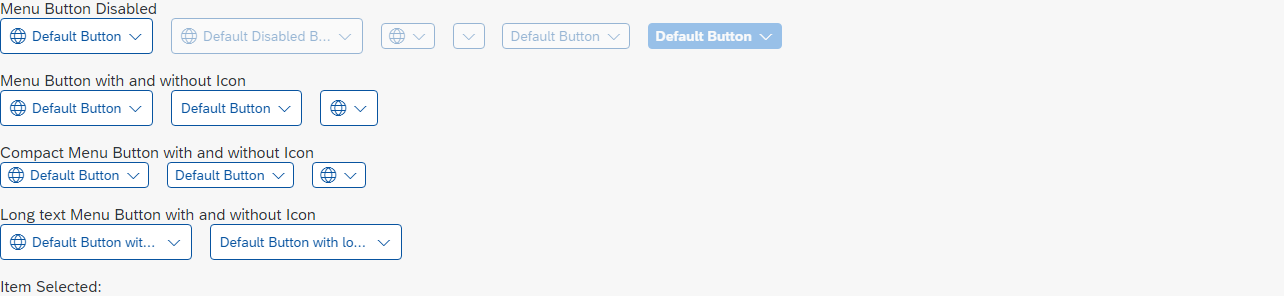 Menu Button Disabled
Default Button Default Disabled B... Default Button Default Button
Menu Button with and without Icon
Default Button Default Button
Compact Menu Button with and without Icon
Default Button Default Button
Long text Menu Button with and without Icon
Default Button wit... Default Button with lo...
Item Selected: